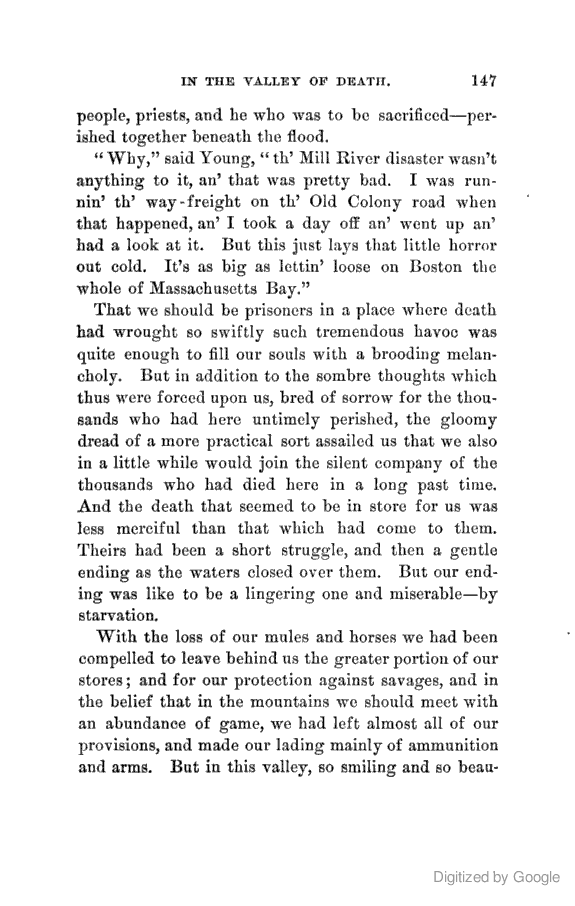 IN THE VALLEY OF DEATH. 147
people, priests, and he who was to be sacrificed—per-
ished together beneath the flood.
“Why,” said Young, “th’ Mill River disaster wasn’t
anything to it, an’ that was pretty bad. I was run-
nin’ th’ way-freight on th’ Old Colony road when
that happened, an’ I took a day off an’ went up an’
had a look at it. But this just lays that little horror
out cold. It’s as big as lettin’ loose on Boston the
whole of Massachusetts Bay.”
That we should be prisoners in a place where death
had wrought so swiftly such tremendous havoc was
quite enough to fill our souls with a brooding melan-
choly. But in addition to the sombre thoughts which
thus were forced upon us, bred of sorrow for the thou-
sands who had here untimely perished, the gloomy
dread of a more practical sort assailed us that we also
in a little while would join the silent company of the
thousands who had died here in a long past time.
And the death that seemed to be in store for us was
less merciful than that which had come to them.
Theirs had been a short struggle, and then a gentle
ending as the waters closed over them. But our end-
ing was like to be a lingering one and miserable—by
starvation.
With the loss of our mules and horses we had been
compelled to leave behind us the greater portion of our
stores; and for our protection against savages, and in
the belief that in the mountains we should meet with
an abundance of game, we had left almost all of our
provisions, and made our lading mainly of ammunition
and arms. But in this valley, so smiling and so beau-
Digitized by Google